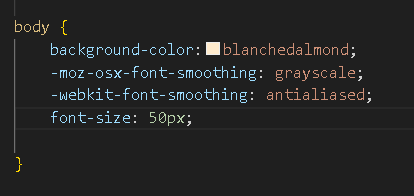 body {
background-color: blanchedalmond;
-moz-osx-font-smoothing: grayscale;
-webkit-font-smoothing: antialiased;
font-size: 50px;
}